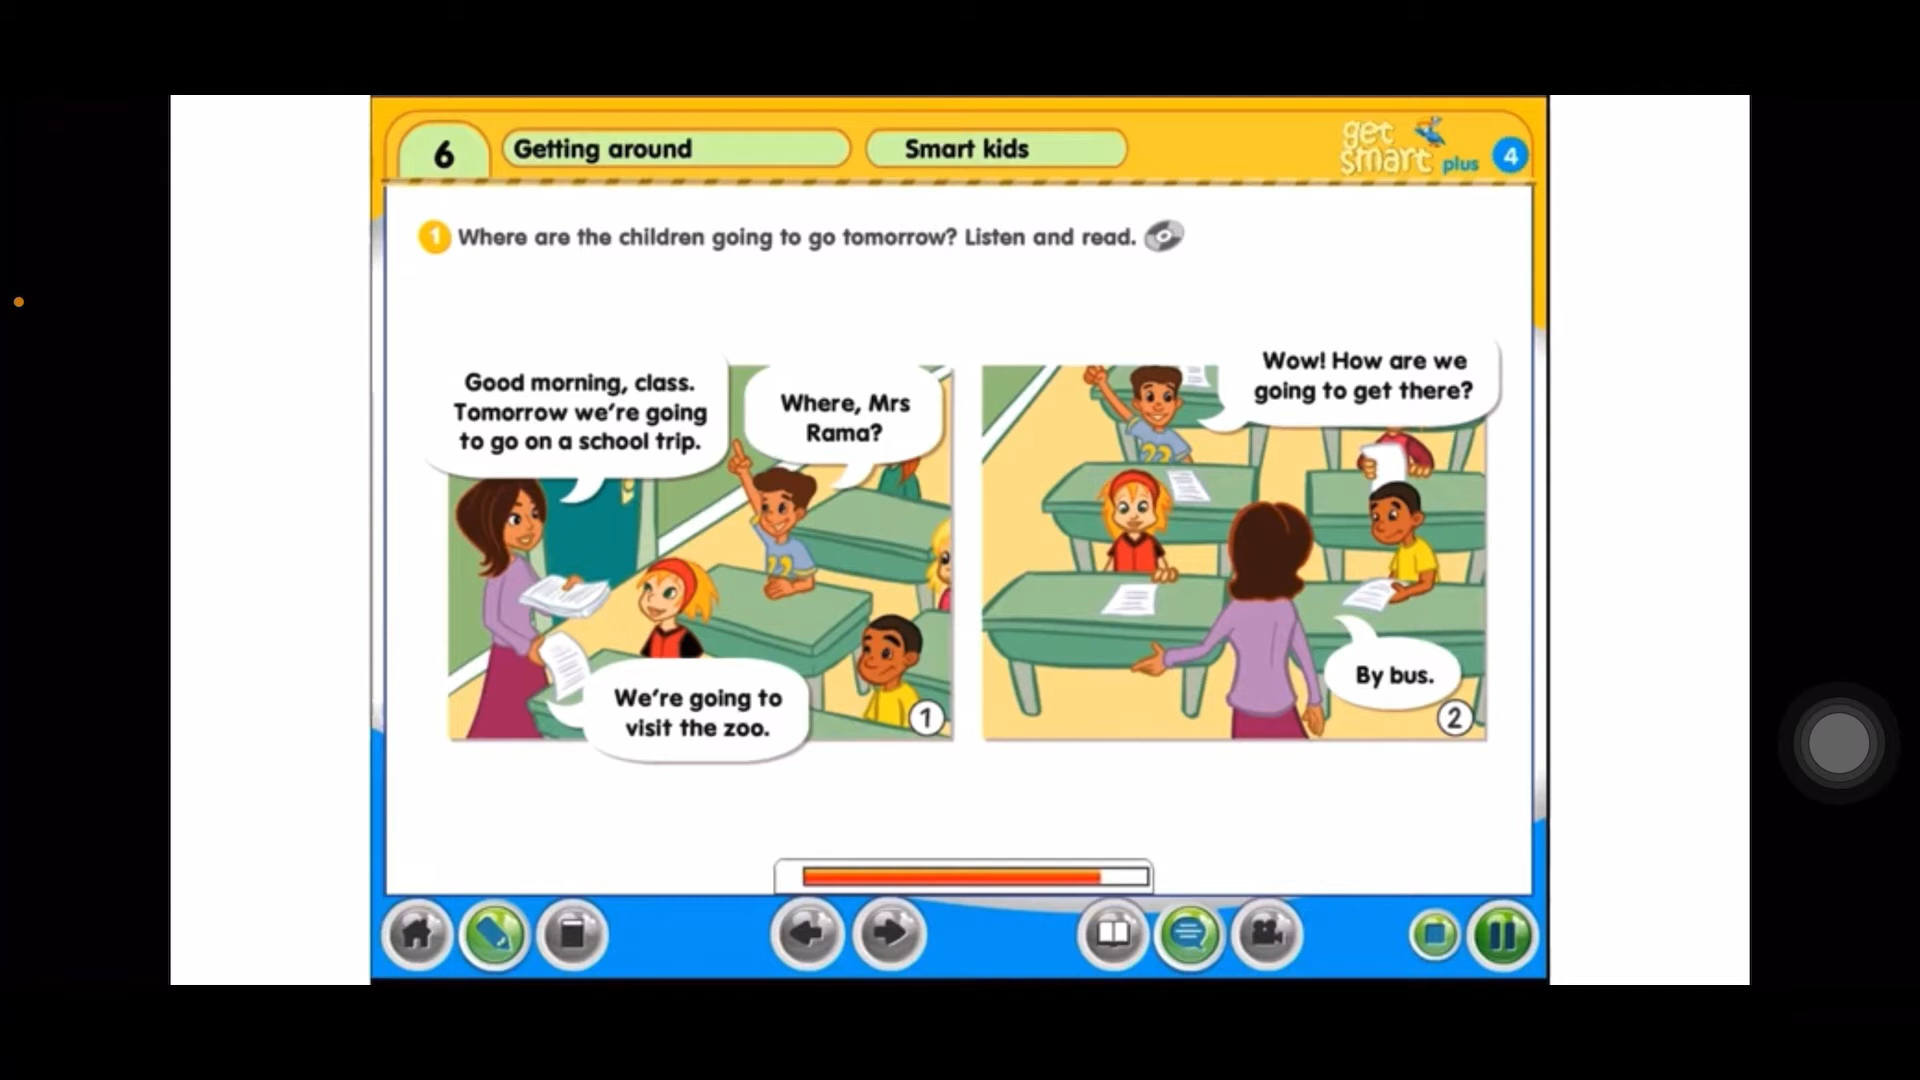 6
Getting around
Smart kids
get
smart plus 4
1 Where are the children going to go tomorrow? Listen and read.
Good morning, class.
Tomorrow we're going
to go on a school trip.
Where, Mrs
Rama?
We're going to
visit the zoo.
1
Wow! How are we
going to get there?
By bus.
2